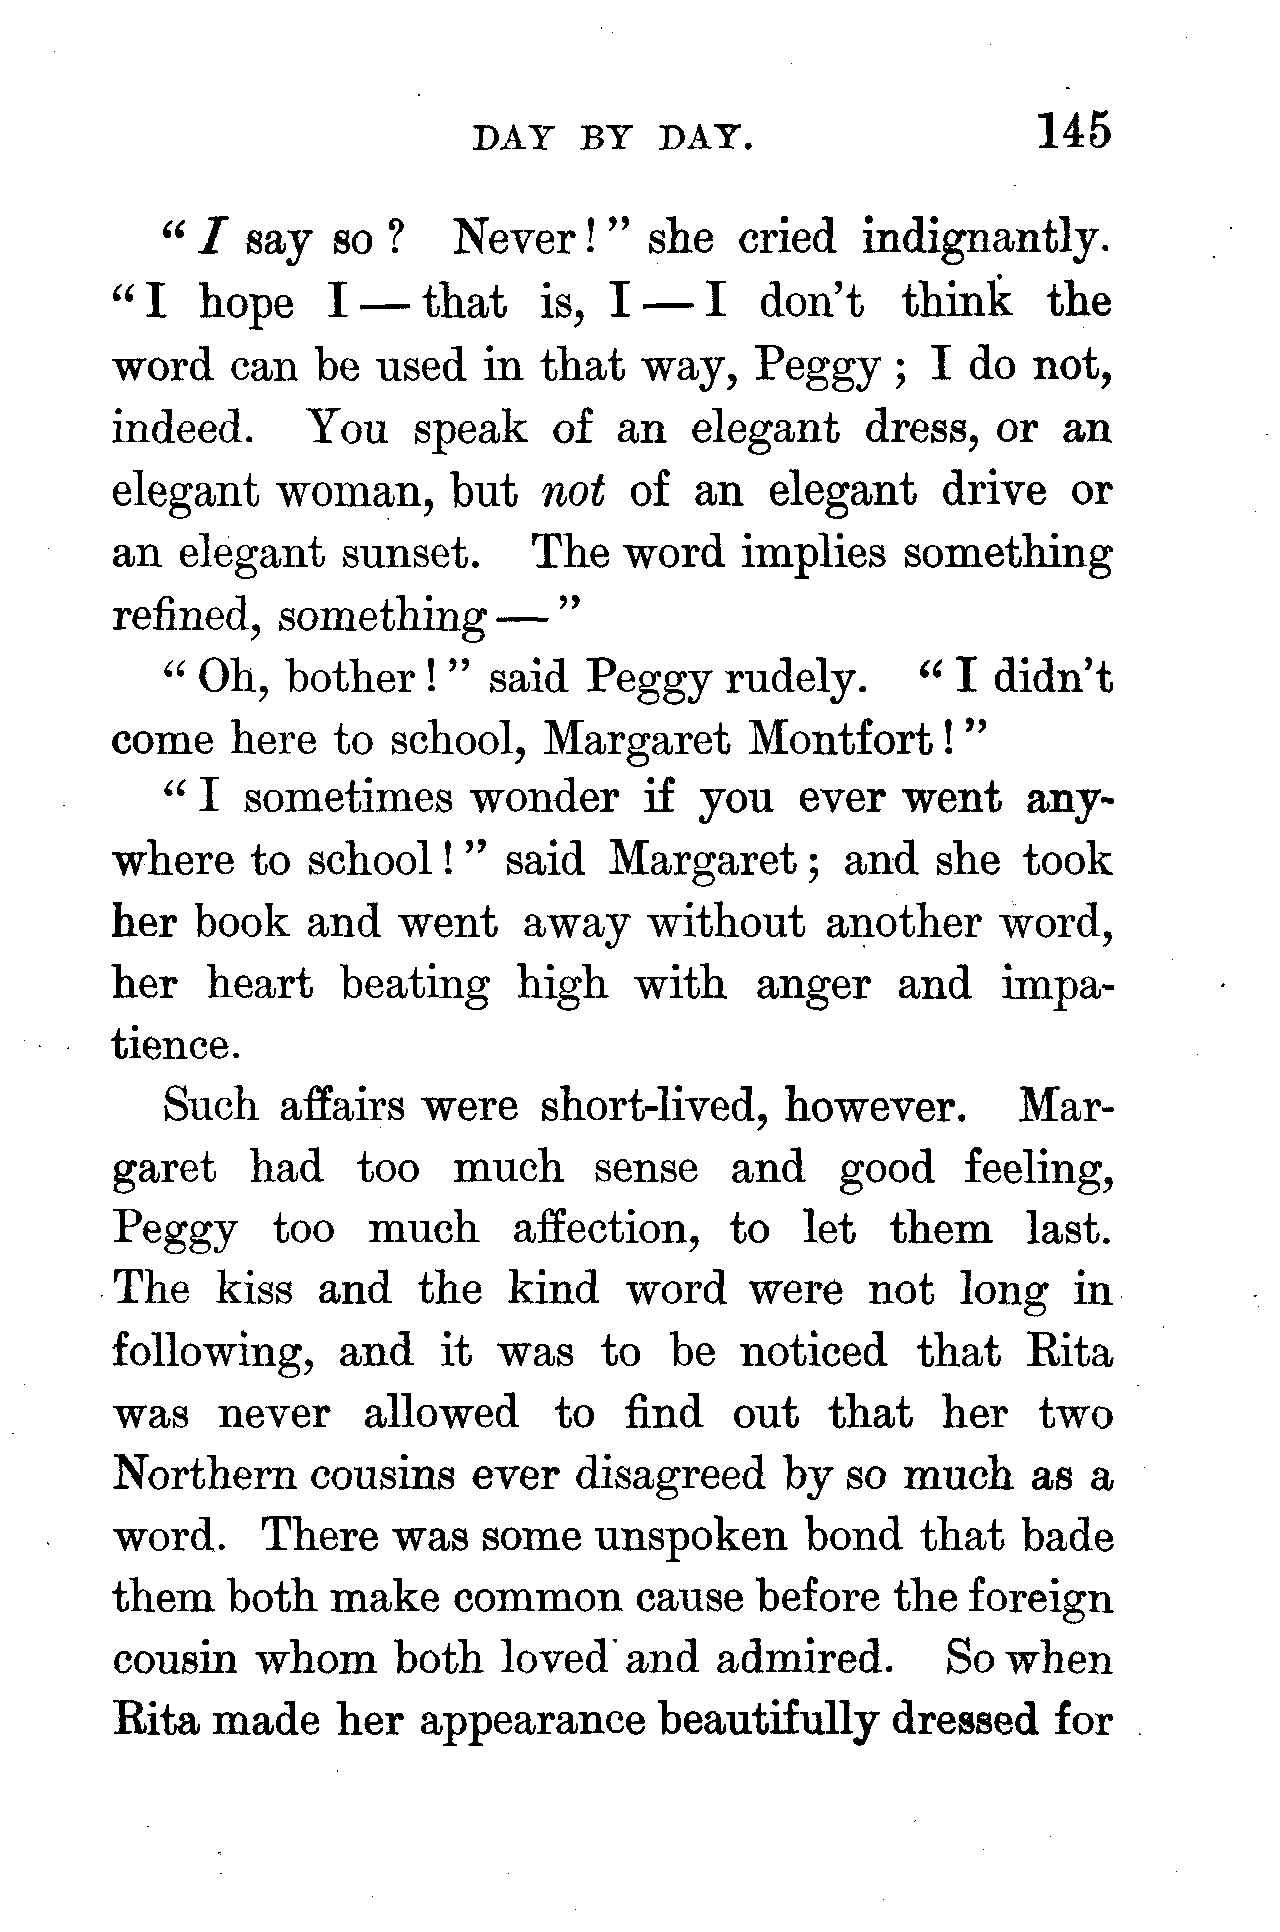 DAY BY DAY. 145
"I say so? Never!" she cried indignantly.
"I hope I—that is, I—I don't think the
word can be used in that way, Peggy; I do not,
indeed. You speak of an elegant dress, or an
elegant woman, but not of an elegant drive or
an elegant sunset. The word implies something
refined, something—"
"Oh, bother!" said Peggy rudely. "I didn't
come here to school, Margaret Montfort!"
"I sometimes wonder if you ever went any-
where to school!" said Margaret; and she took
her book and went away without another word,
her heart beating high with anger and impa-
tience.
Such affairs were short-lived, however. Mar-
garet had too much sense and good feeling,
Peggy too much affection, to let them last.
The kiss and the kind word were not long in
following, and it was to be noticed that Rita
was never allowed to find out that her two
Northern cousins ever disagreed by so much as a
word. There was some unspoken bond that bade
them both make common cause before the foreign
cousin whom both loved and admired. So when
Rita made her appearance beautifully dressed for